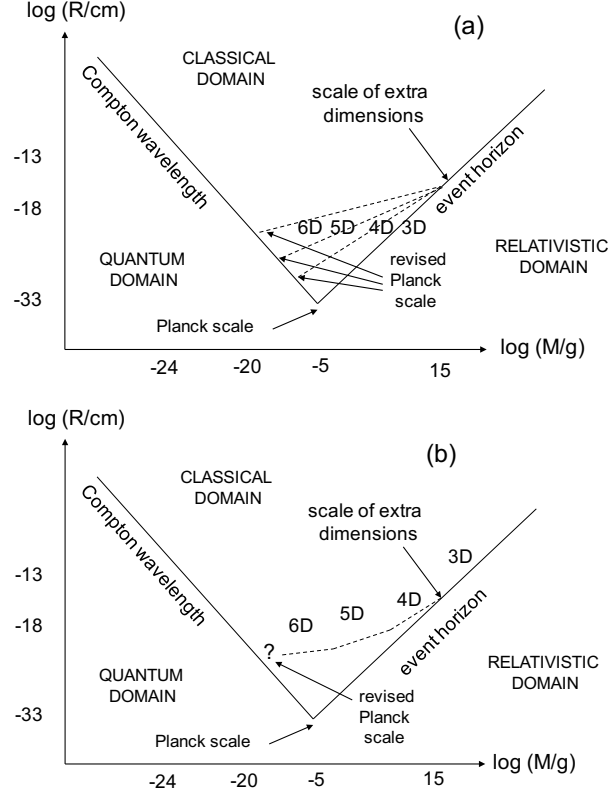 log (R/cm)
(a)
CLASSICAL
DOMAIN
scale of extra
dimensions
Compton wavelength
event horizon
-13
-18
6D 5D 4D 3D
QUANTUM
DOMAIN
revised
Planck
scale
RELATIVISTIC
DOMAIN
-33
Planck scale
log (M/g)
-24
-20
-5
15
log (R/cm)
(b)
CLASSICAL
DOMAIN
scale of extra
dimensions
Compton wavelength
3D
-13
4D
5D
6D
event horizon
-18
?
QUANTUM
DOMAIN
revised
Planck
scale
RELATIVISTIC
DOMAIN
-33
Planck scale
log (M/g)
-24
-20
-5
15